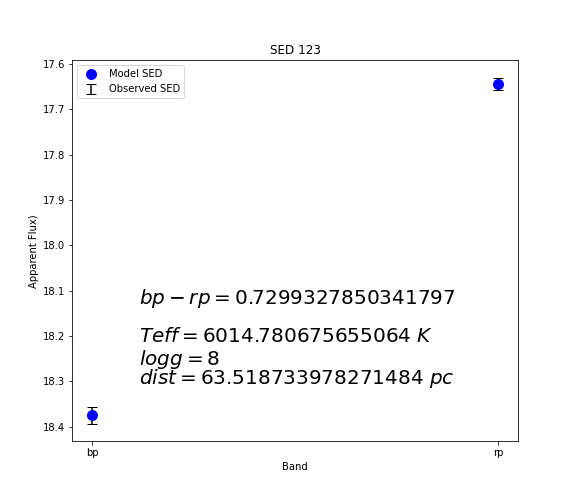 SED 123
Model SED
Observed SED
17.6
17.7
17.8
17.9
18.0
18.1
18.2
18.3
18.4
Apparent Flux)
bp − rp = 0.7299327850341797
Teff = 6014.780675655064 K
logg = 8
dist = 63.518733978271484 pc
bp
rp
Band